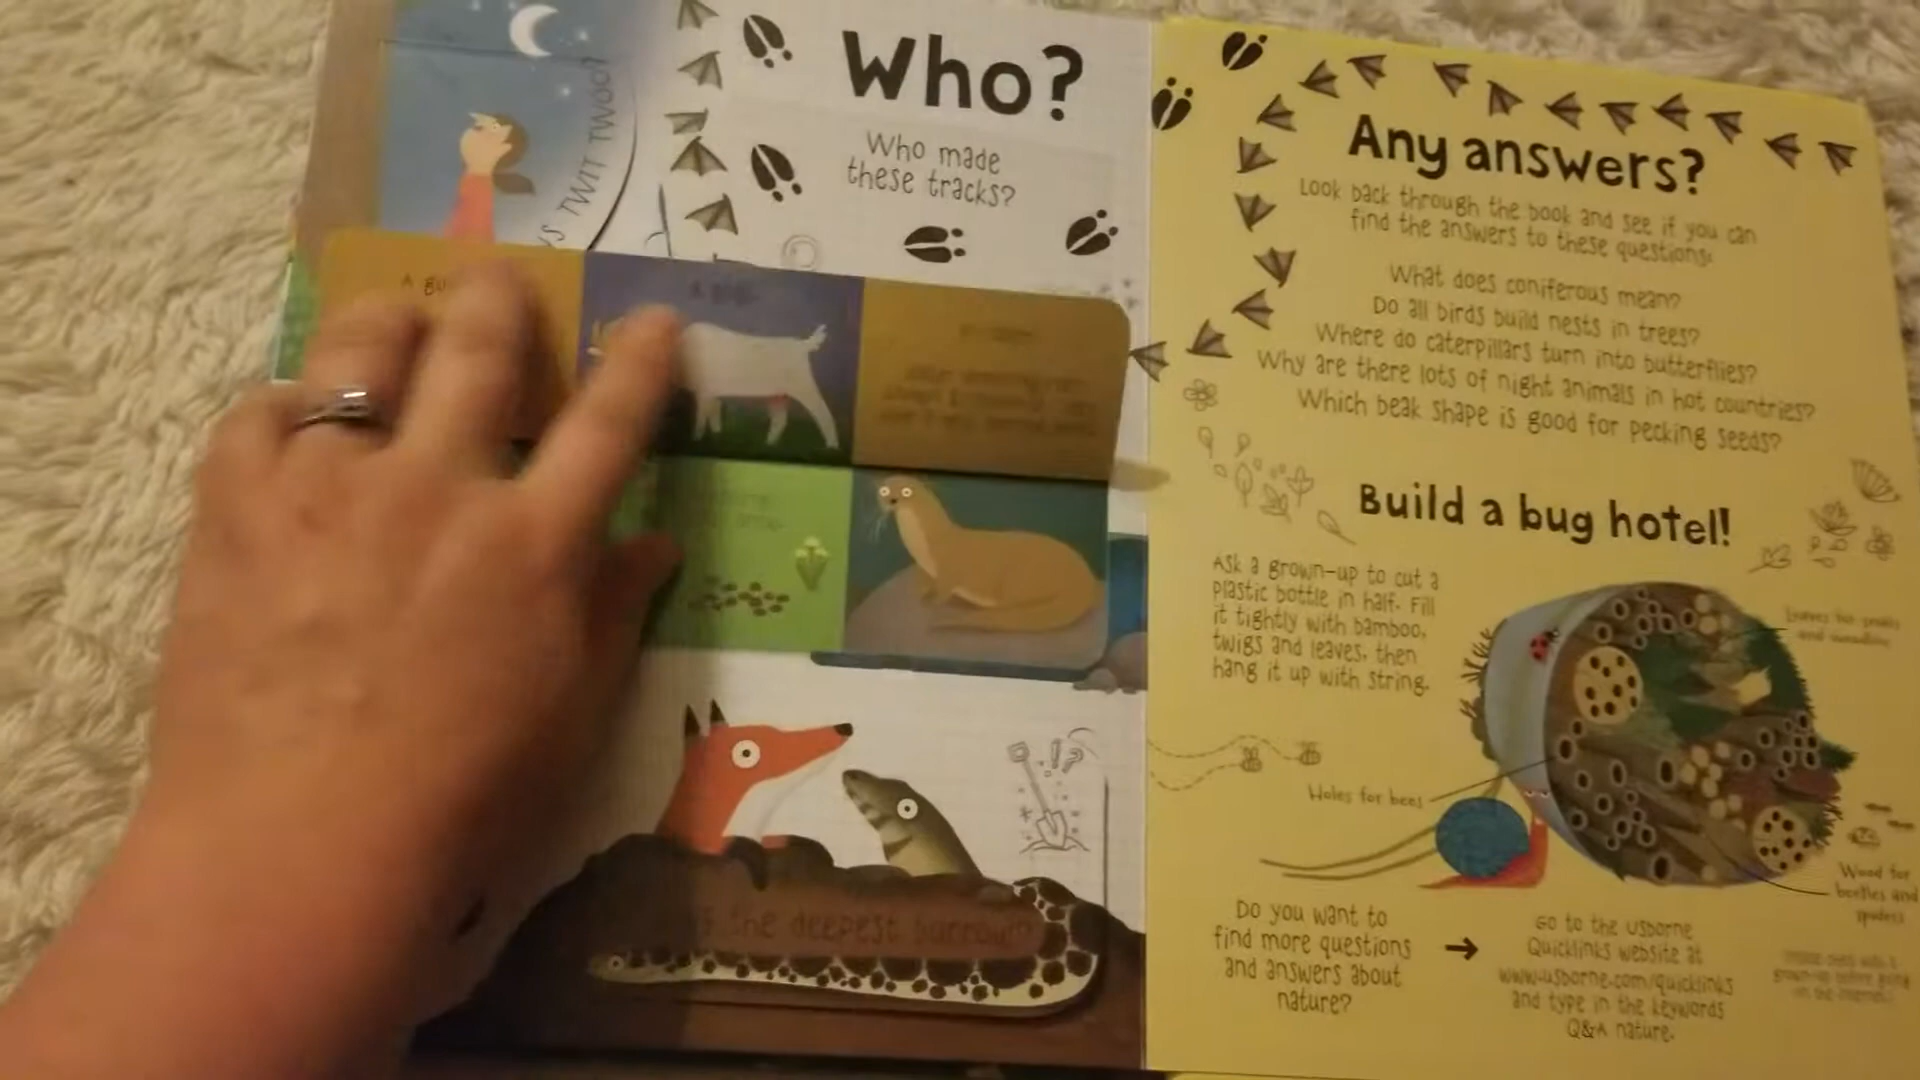 Who?
Who made
these tracks?
TWIT TWOO?
A
the deepest burrow?
Any answers?
Look back through the book and see if you can
find the answers to these questions.
What does coniferous mean?
Do all birds build nests in trees?
Where do caterpillars turn into butterflies?
Why are there lots of night animals in hot countries?
Which beak shape is good for pecking seeds?
Build a bug hotel!
Ask a grown-up to cut a
plastic bottle in half. Fill
it tightly with bamboo,
twigs and leaves, then
hang it up with string.
Leaves for snails
and woodlice
Holes for bees
Wood for
beetles and
spiders
Do you want to
find more questions
and answers about
nature?
Go to the Usborne
Quicklinks website at
www.usborne.com/quicklinks
and type in the keywords
Q&A nature.